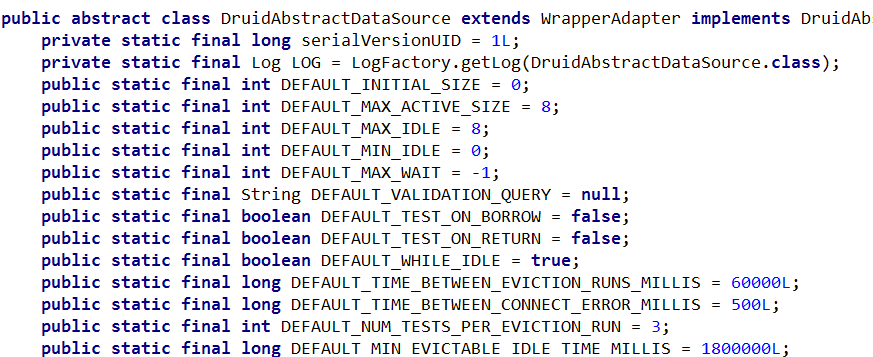 public abstract class DruidAbstractDataSource extends WrapperAdapter implements DruidAbs
private static final long serialVersionUID = 1L;
private static final Log LOG = LogFactory.getLog(DruidAbstractDataSource.class);
public static final int DEFAULT_INITIAL_SIZE = 0;
public static final int DEFAULT_MAX_ACTIVE_SIZE = 8;
public static final int DEFAULT_MAX_IDLE = 8;
public static final int DEFAULT_MIN_IDLE = 0;
public static final int DEFAULT_MAX_WAIT = -1;
public static final String DEFAULT_VALIDATION_QUERY = null;
public static final boolean DEFAULT_TEST_ON_BORROW = false;
public static final boolean DEFAULT_TEST_ON_RETURN = false;
public static final boolean DEFAULT_WHILE_IDLE = true;
public static final long DEFAULT_TIME_BETWEEN_EVICTION_RUNS_MILLIS = 60000L;
public static final long DEFAULT_TIME_BETWEEN_CONNECT_ERROR_MILLIS = 500L;
public static final int DEFAULT_NUM_TESTS_PER_EVICTION_RUN = 3;
public static final long DEFAULT_MIN_EVICTABLE_IDLE_TIME_MILLIS = 1800000L;